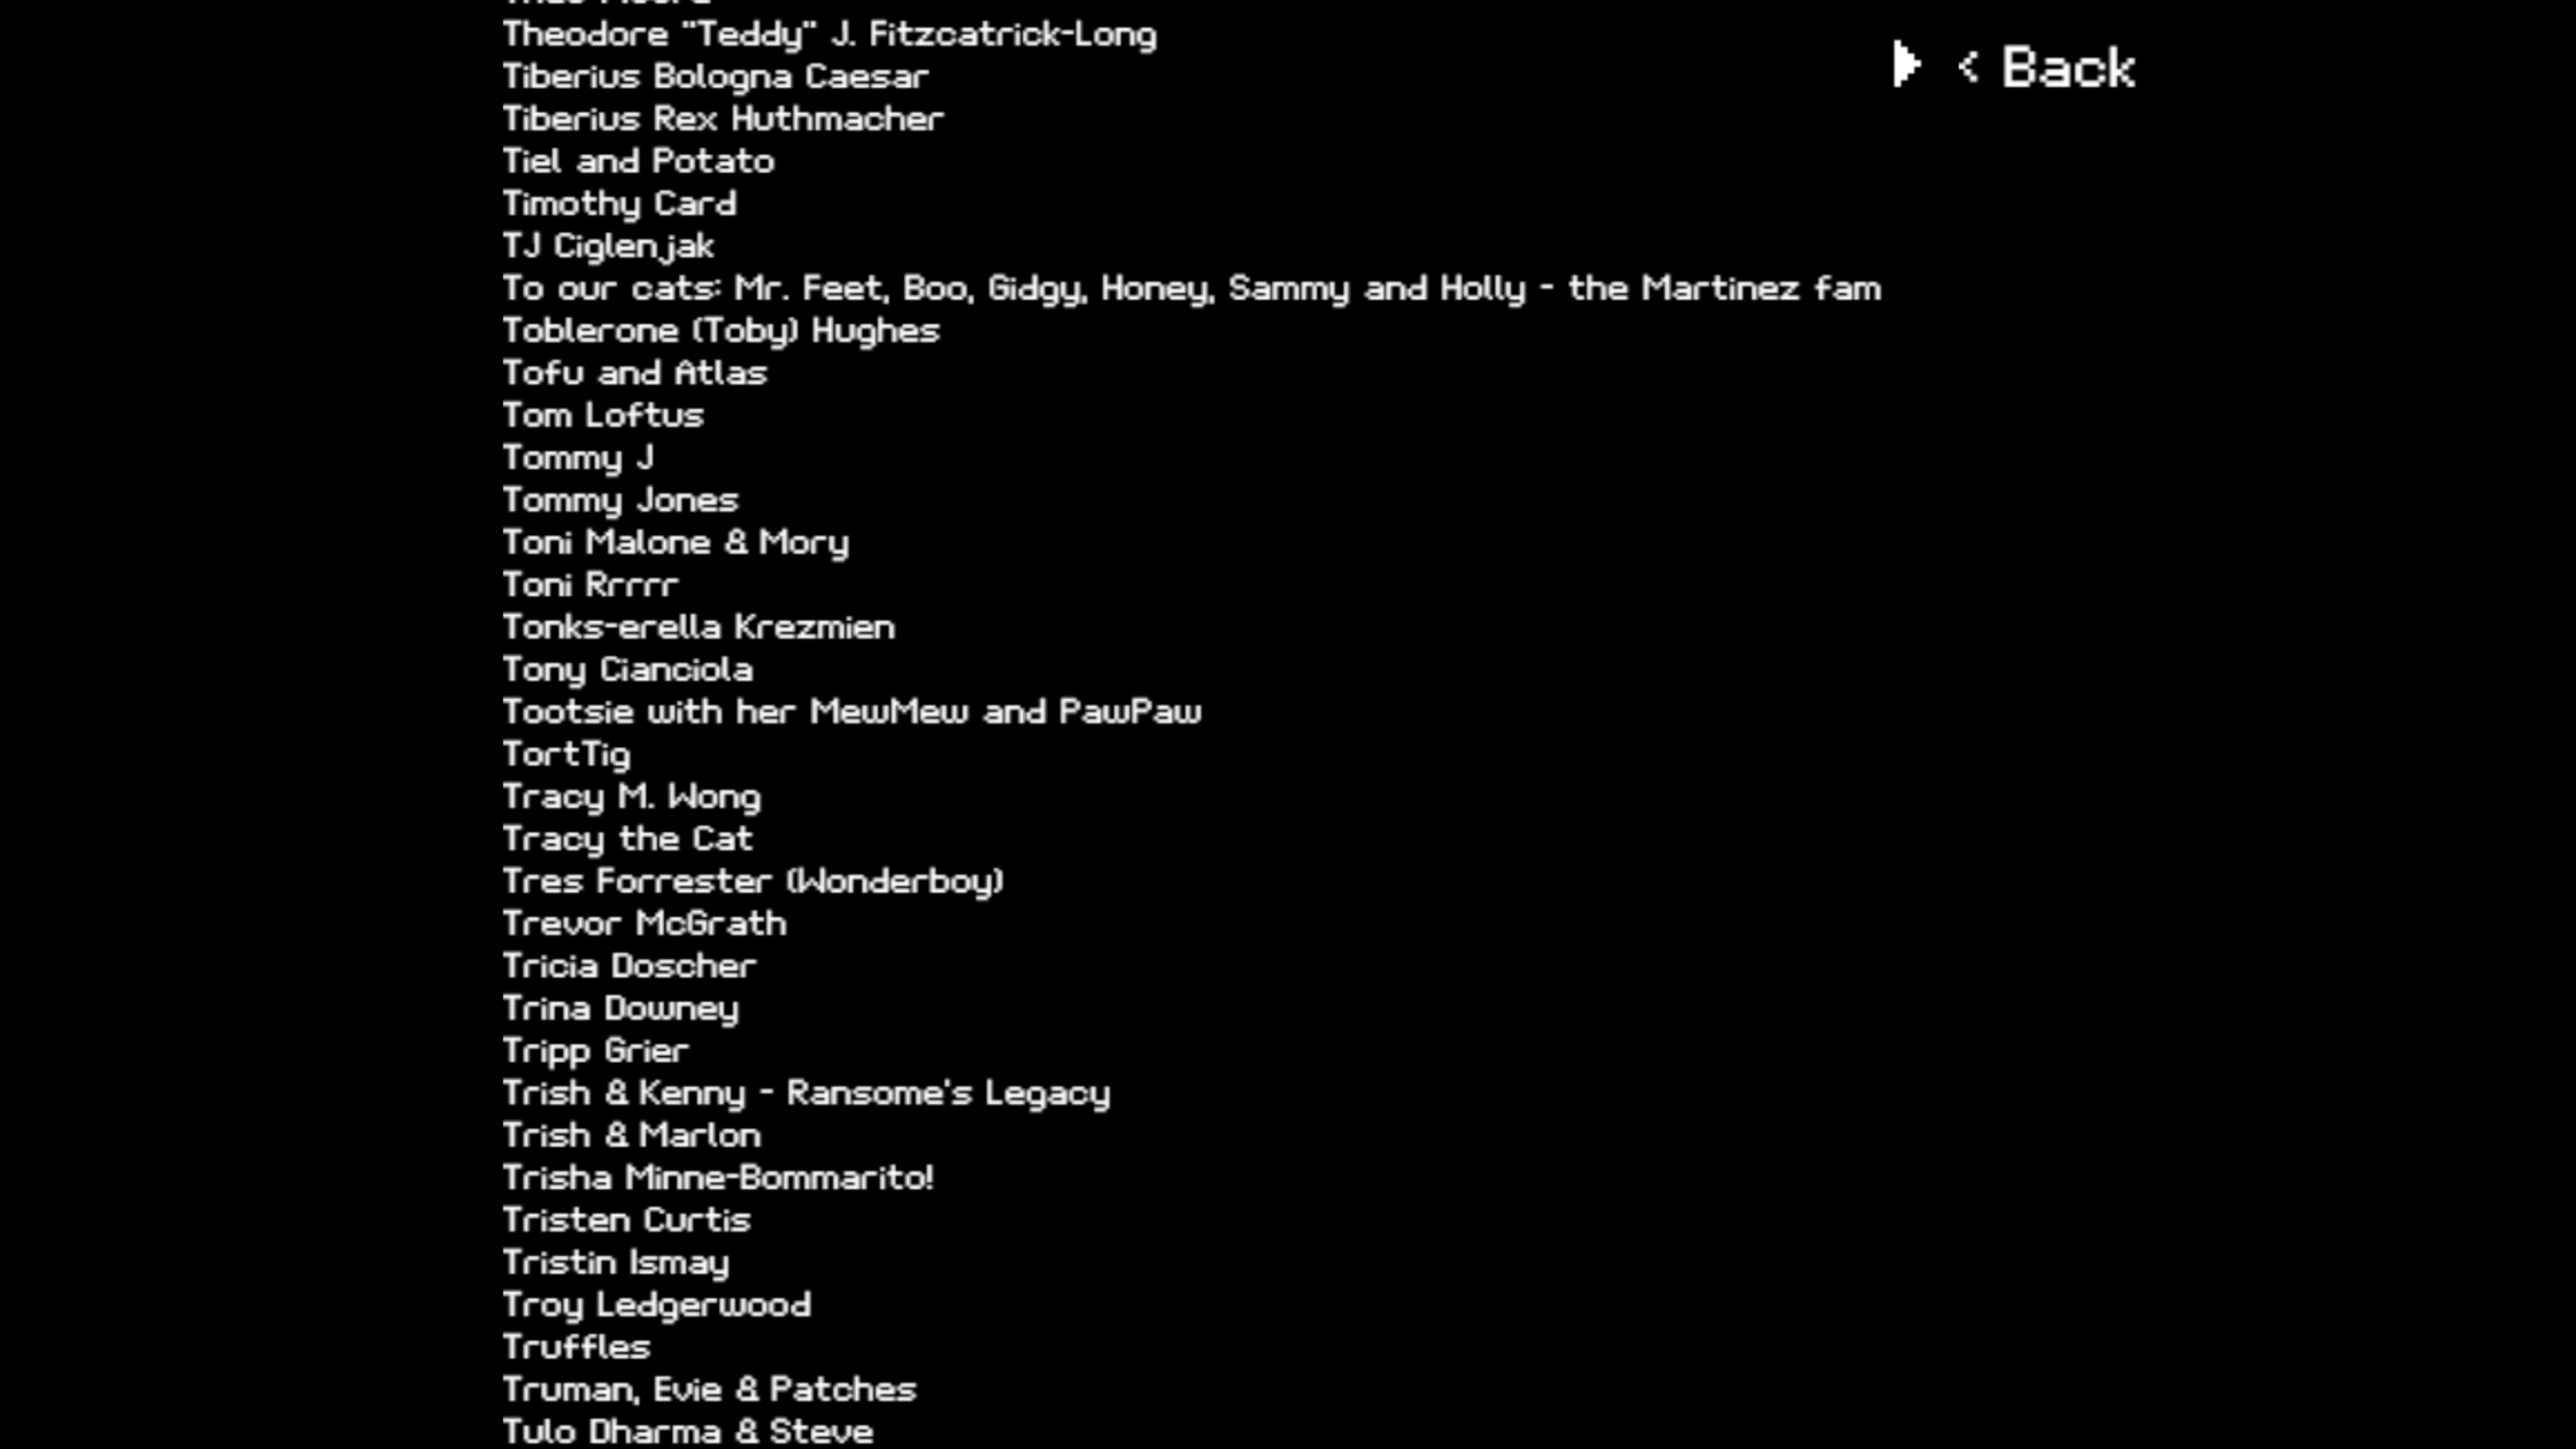 Theodore "Teddy" J. Fitzcatrick-Long
< Back
Tiberius Bologna Caesar
Tiberius Rex Huthmacher
Tiel and Potato
Timothy Card
TJ Ciglenjak
To our cats: Mr. Feet, Boo, Gidgy, Honey, Sammy and Holly - the Martinez fam
Toblerone (Toby) Hughes
Tofu and Atlas
Tom Loftus
Tommy J
Tommy Jones
Toni Malone & Mory
Toni Rrrrr
Tonks-erella Krezmien
Tony Cianciola
Tootsie with her MewMew and PawPaw
TortTig
Tracy M. Wong
Tracy the Cat
Tres Forrester (Wonderboy)
Trevor McGrath
Tricia Doscher
Trina Downey
Tripp Grier
Trish & Kenny - Ransome's Legacy
Trish & Marlon
Trisha Minne-Bommarito!
Tristen Curtis
Tristin Ismay
Troy Ledgerwood
Truffles
Truman, Evie & Patches
Tulo Dharma & Steve